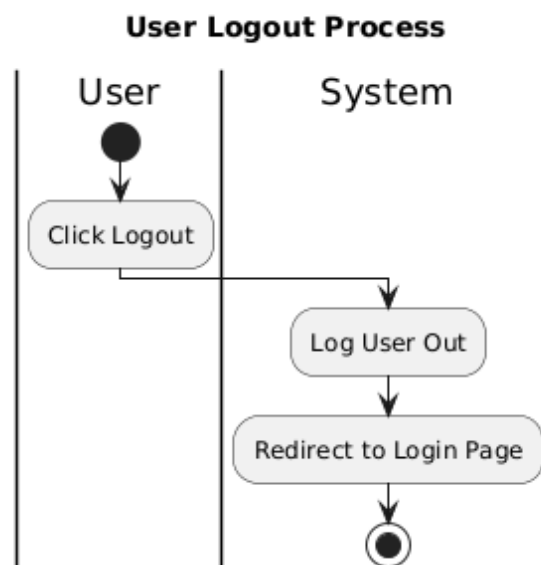 User Logout Process
User
System
Click Logout
Log User Out
Redirect to Login Page